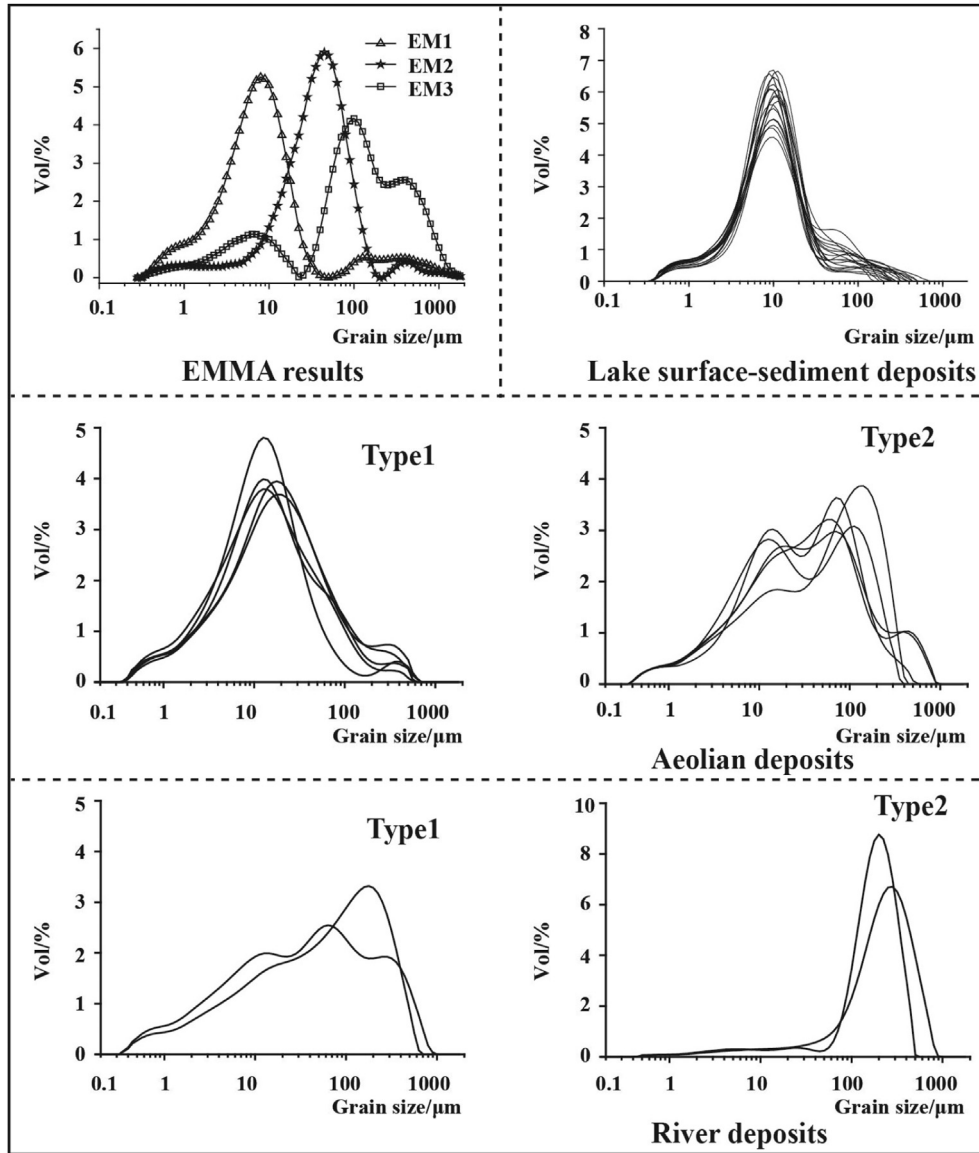 6
5
4
3
2
1
0
Vol/%
EM1
EM2
EM3
0.1 1 10 100 1000
Grain size/μm
EMMA results
8
7
6
5
4
3
2
1
0
Vol/%
0.1 1 10 100 1000
Grain size/μm
Lake surface-sediment deposits
5
4
3
2
1
0
Vol/%
Type1
0.1 1 10 100 1000
Grain size/μm
5
4
3
2
1
0
Vol/%
Type2
0.1 1 10 100 1000
Grain size/μm
Aeolian deposits
5
4
3
2
1
0
Vol/%
Type1
0.1 1 10 100 1000
Grain size/μm
10
8
6
4
2
0
Vol/%
Type2
0.1 1 10 100 1000
Grain size/μm
River deposits